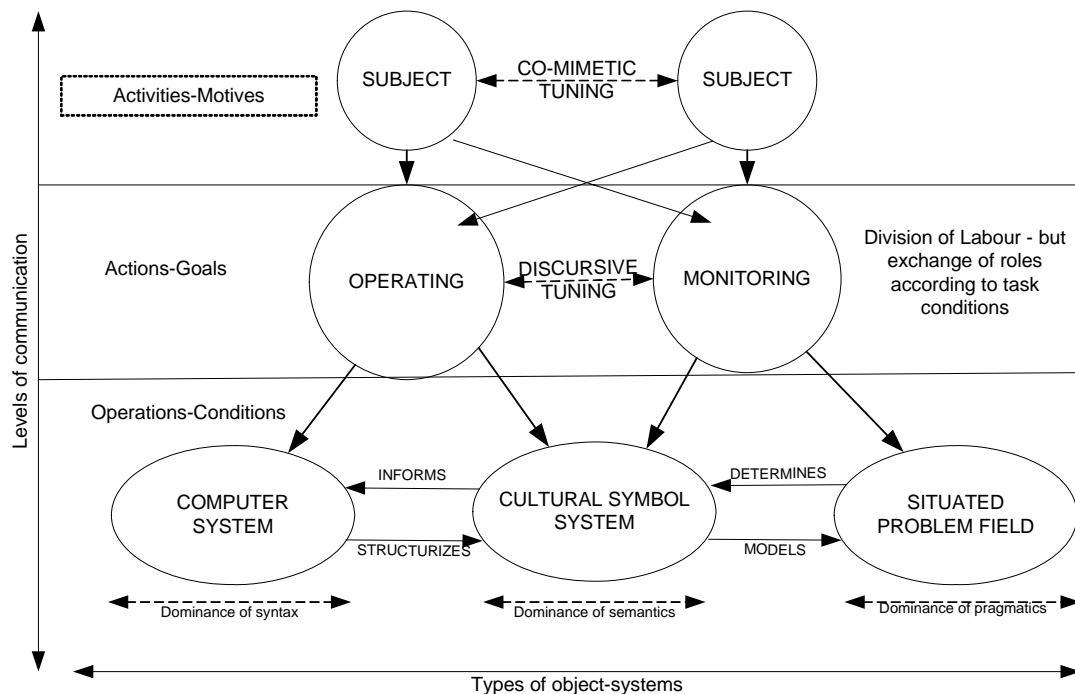 SUBJECT
CO-MIMETIC
TUNING
SUBJECT
Activities-Motives
Levels of communication
Actions-Goals
OPERATING
DISCURSIVE
TUNING
MONITORING
Division of Labour - but
exchange of roles
according to task
conditions
Operations-Conditions
COMPUTER
SYSTEM
INFORMS
STRUCTURIZES
CULTURAL SYMBOL
SYSTEM
DETERMINES
MODELS
SITUATED
PROBLEM FIELD
Dominance of syntax
Dominance of semantics
Dominance of pragmatics
Types of object-systems